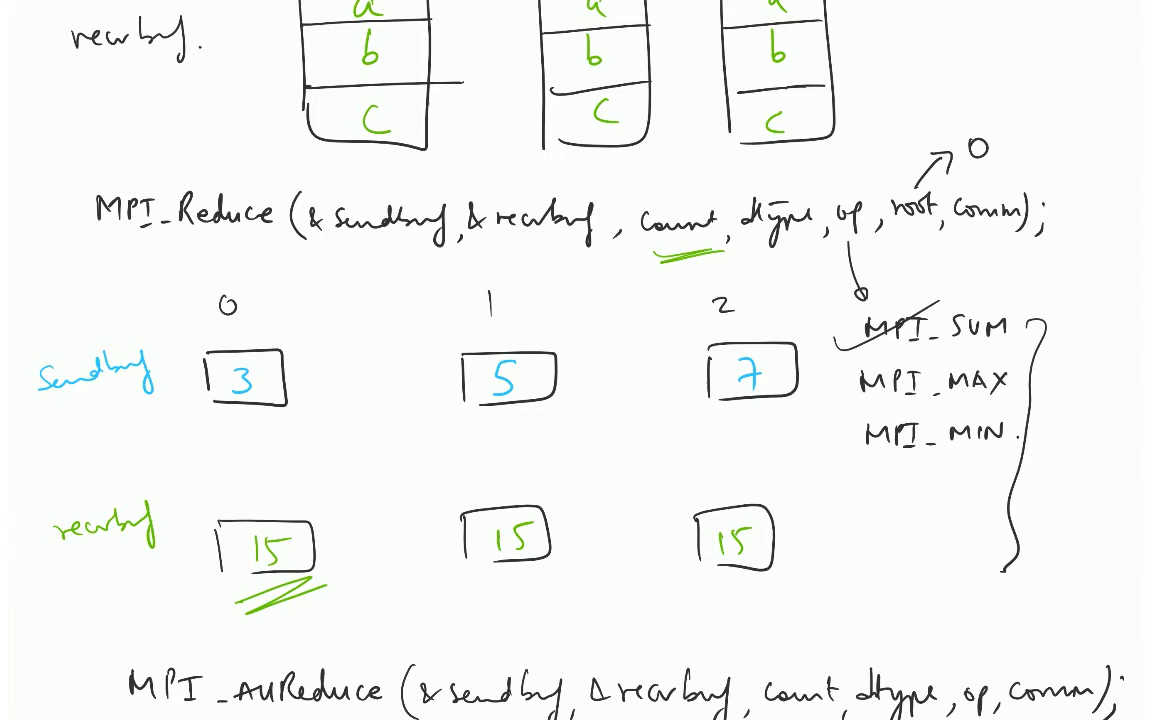 a a a
recvbuf.
b b b
c c c
0
MPI_Reduce (& sendbuf, & recvbuf, count, dtype, op, root, comm);
0 1 2
MPI_SUM
Sendbuf 3 5 7
MPI_MAX
MPI_MIN.
recvbuf 15 15 15
MPI_AllReduce (& sendbuf, & recvbuf, count, dtype, op, comm);